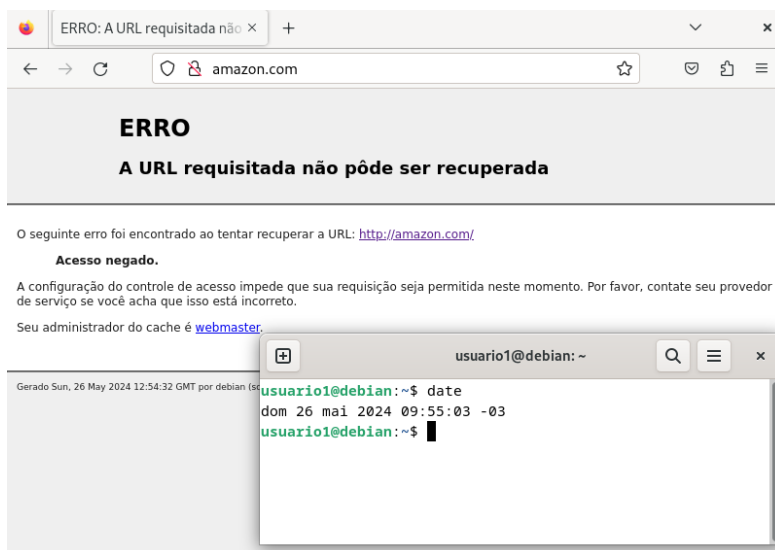 ERRO: A URL requisitada não
amazon.com
ERRO
A URL requisitada não pôde ser recuperada
O seguinte erro foi encontrado ao tentar recuperar a URL: http://amazon.com/
Acesso negado.
A configuração do controle de acesso impede que sua requisição seja permitida neste momento. Por favor, contate seu provedor
de serviço se você acha que isso está incorreto.
Seu administrador do cache é webmaster.
Gerado Sun, 26 May 2024 12:54:32 GMT por debian
usuario1@debian: ~
usuario1@debian:~$ date
dom 26 mai 2024 09:55:03 -03
usuario1@debian:~$